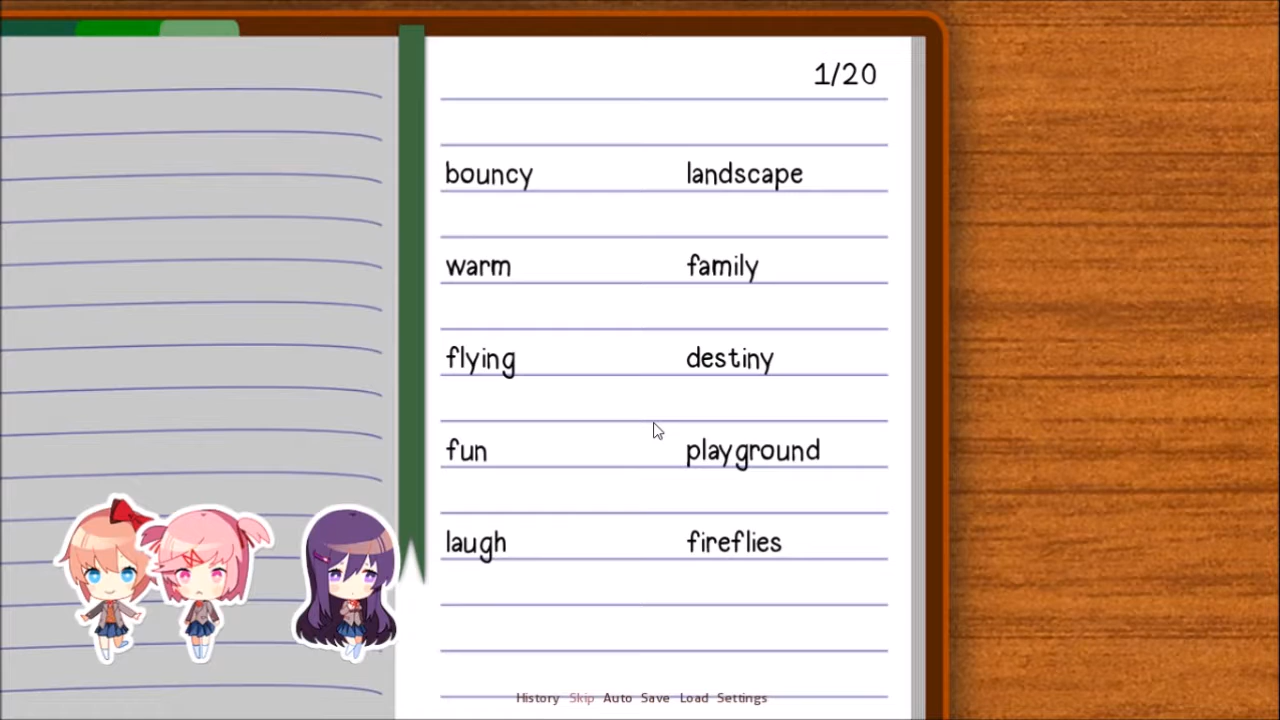 1/20
bouncy landscape
warm family
flying destiny
fun playground
laugh fireflies
History Skip Auto Save Load Settings